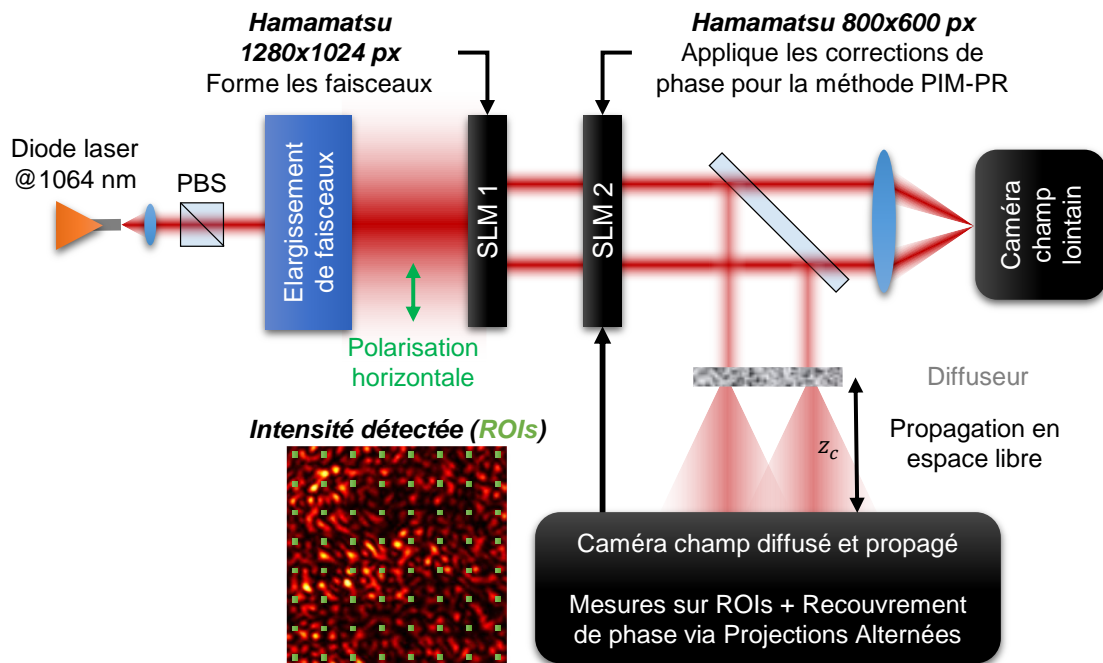 Hamamatsu
1280x1024 px
Forme les faisceaux
Hamamatsu 800x600 px
Applique les corrections de
phase pour la méthode PIM-PR
Diode laser
@1064 nm
PBS
Elargissement
de faisceaux
SLM 1
SLM 2
Caméra
champ
lointain
Polarisation
horizontale
Diffuseur
Propagation en
espace libre
z_c
Intensité détectée (ROIs)
Caméra champ diffusé et propagé
Mesures sur ROIs + Recouvrement
de phase via Projections Alternées